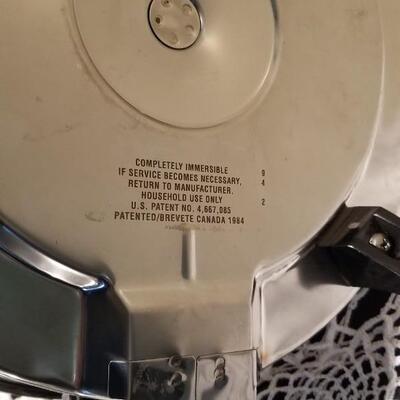 COMPLETELY IMMERSIBLE 9
IF SERVICE BECOMES NECESSARY, 4
RETURN TO MANUFACTURER.
HOUSEHOLD USE ONLY 2
U.S. PATENT NO. 4,667,085
PATENTED/BREVETE CANADA 1984